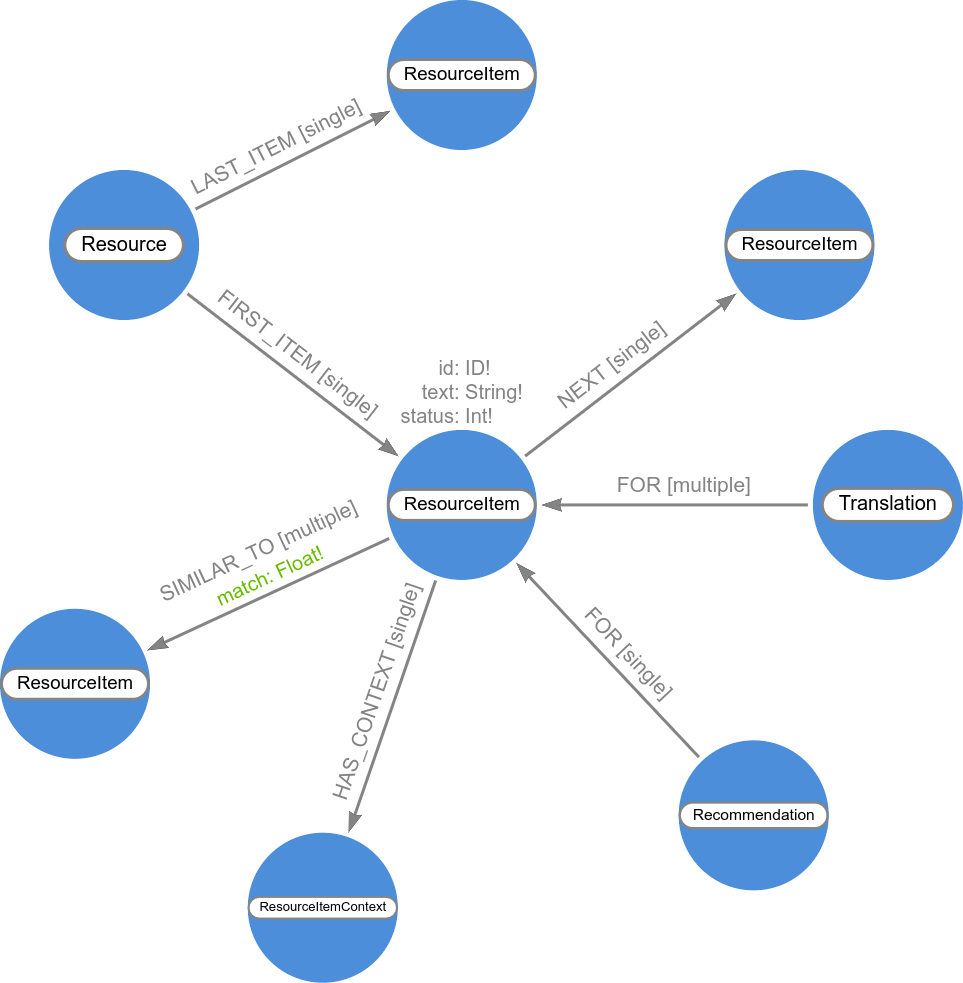 ResourceItem
LAST_ITEM [single]
Resource
ResourceItem
FIRST_ITEM [single]
NEXT [single]
id: ID!
text: String!
status: Int!
ResourceItem
FOR [multiple]
Translation
SIMILAR_TO [multiple]
match: Float!
HAS_CONTEXT [single]
FOR [single]
ResourceItem
Recommendation
ResourceItemContext